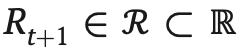 R_{t+1} ∈ 𝓡 ⊂ ℝ